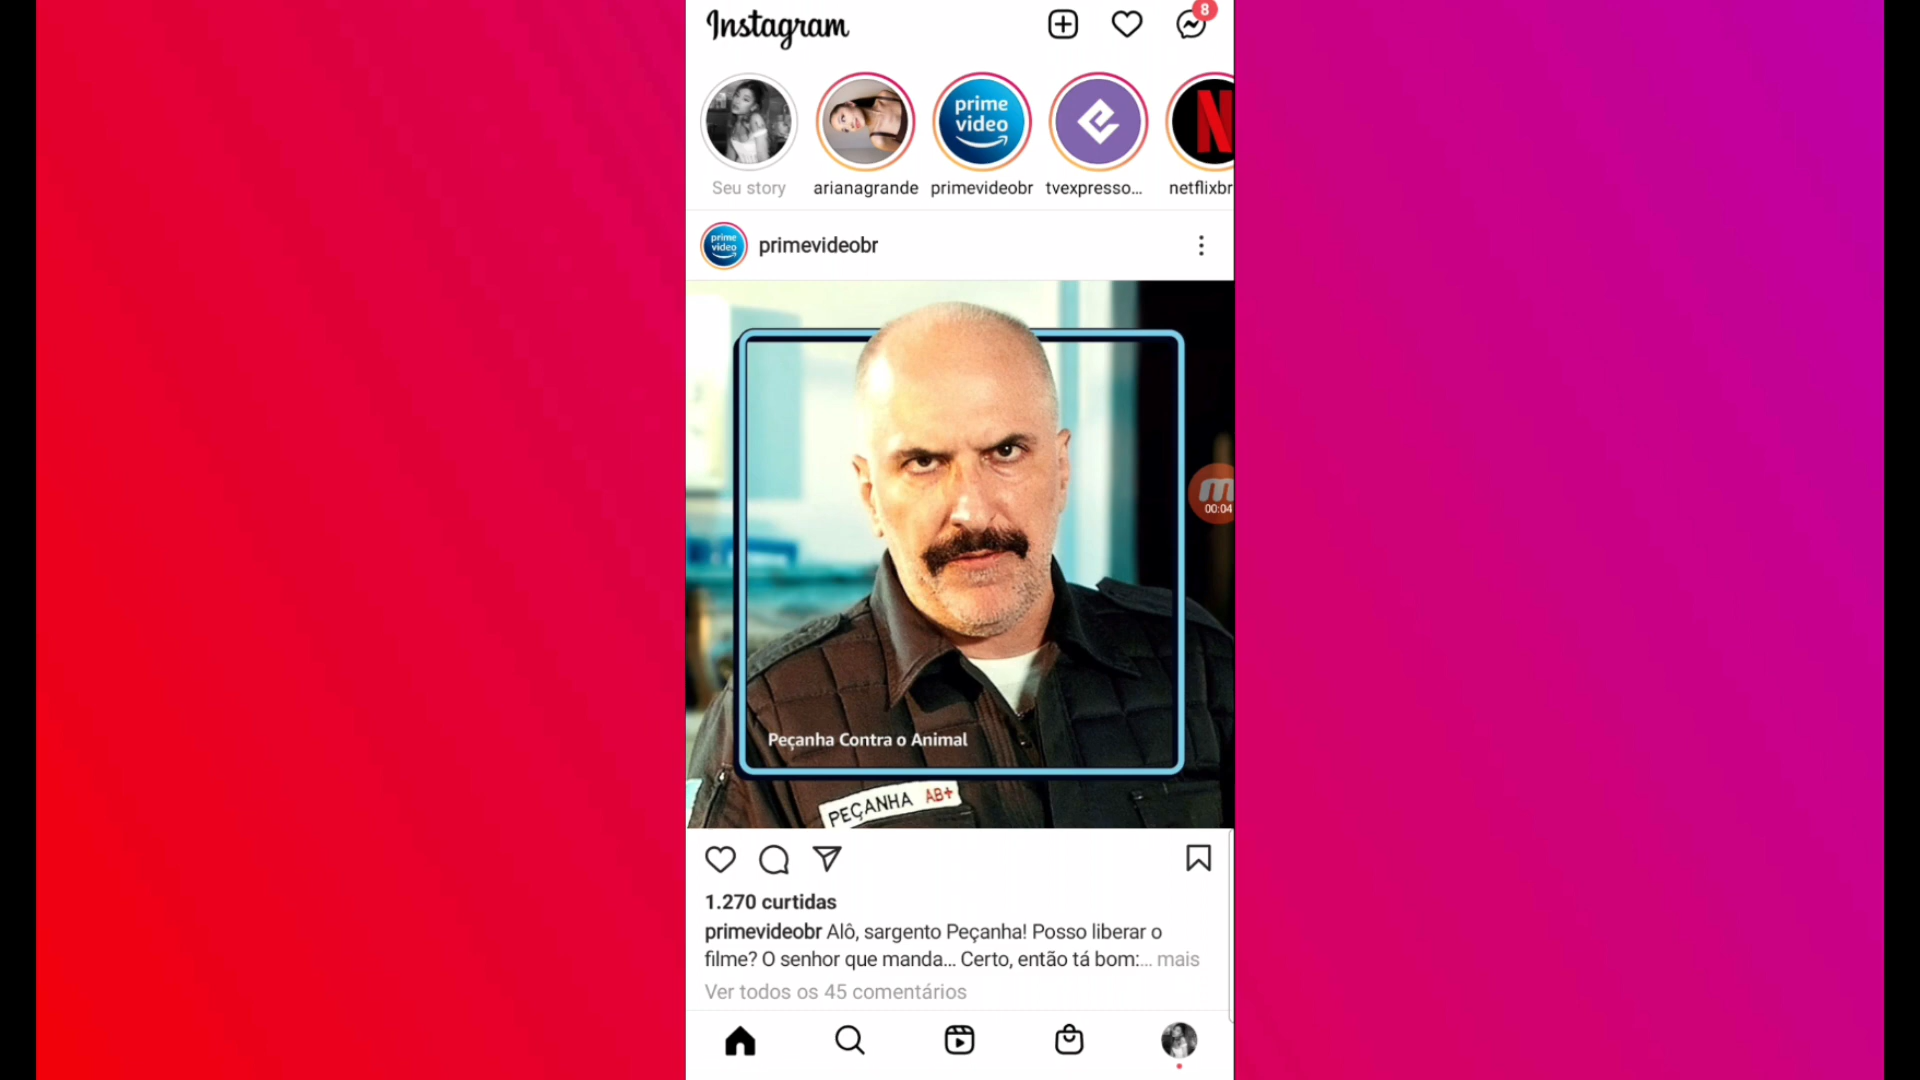 Instagram
8
prime
video
Seu story
arianagrande
primevideobr
tvexpresso...
netflixbr
prime
video
primevideobr
00:04
Peçanha Contra o Animal
PEÇANHA AB+
1.270 curtidas
primevideobr Alô, sargento Peçanha! Posso liberar o
filme? O senhor que manda... Certo, então tá bom:... mais
Ver todos os 45 comentários